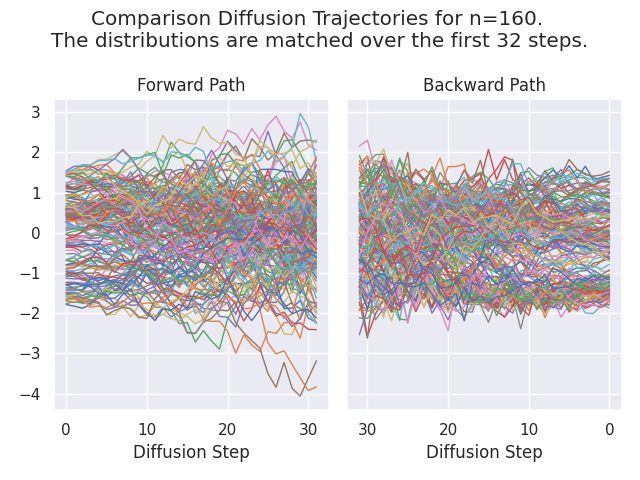 Comparison Diffusion Trajectories for n=160.
The distributions are matched over the first 32 steps.
Forward Path
Backward Path
3
2
1
0
−1
−2
−3
−4
0 10 20 30
30 20 10 0
Diffusion Step
Diffusion Step